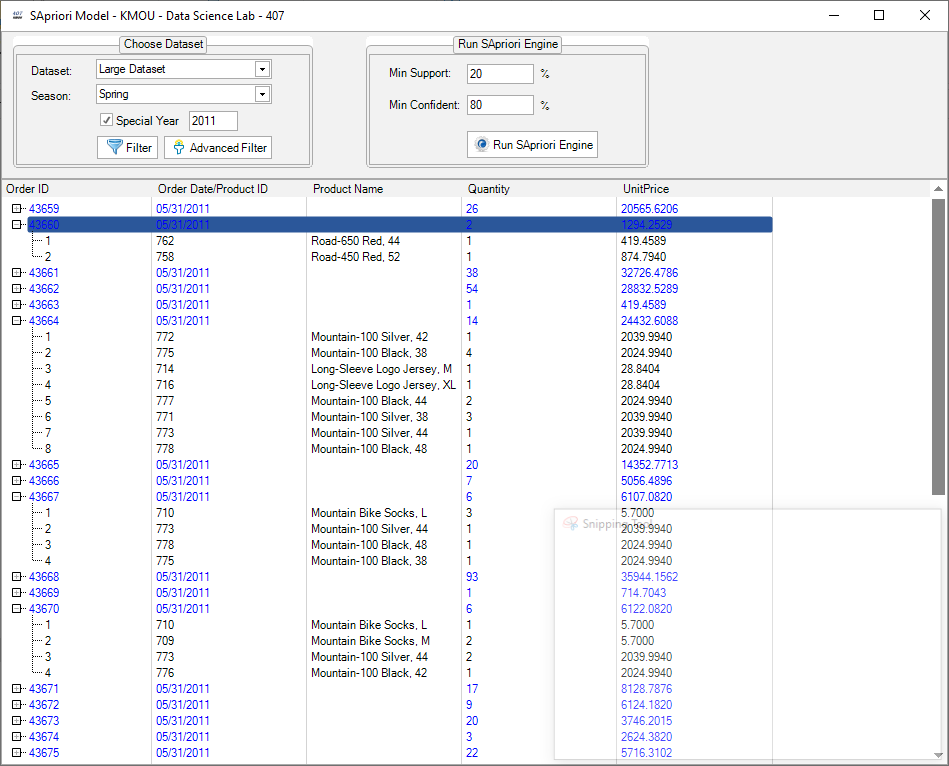 SApriori Model - KMOU - Data Science Lab - 407
Choose Dataset
Dataset: Large Dataset
Season: Spring
Special Year 2011
Filter Advanced Filter
Run SApriori Engine
Min Support: 20 %
Min Confident: 80 %
Run SApriori Engine
Order ID Order Date/Product ID Product Name Quantity UnitPrice
43659 05/31/2011 26 20565.6206
43660 05/31/2011 2 1294.2529
1 762 Road-650 Red, 44 1 419.4589
2 758 Road-450 Red, 52 1 874.7940
43661 05/31/2011 38 32726.4786
43662 05/31/2011 54 28832.5289
43663 05/31/2011 1 419.4589
43664 05/31/2011 14 24432.6088
1 772 Mountain-100 Silver, 42 1 2039.9940
2 775 Mountain-100 Black, 38 4 2024.9940
3 714 Long-Sleeve Logo Jersey, M 1 28.8404
4 716 Long-Sleeve Logo Jersey, XL 1 28.8404
5 777 Mountain-100 Black, 44 2 2024.9940
6 771 Mountain-100 Silver, 38 3 2039.9940
7 773 Mountain-100 Silver, 44 1 2039.9940
8 778 Mountain-100 Black, 48 1 2024.9940
43665 05/31/2011 20 14352.7713
43666 05/31/2011 7 5056.4896
43667 05/31/2011 6 6107.0820
1 710 Mountain Bike Socks, L 3 5.7000
Snipping Tool
2 773 Mountain-100 Silver, 44 1 2039.9940
3 778 Mountain-100 Black, 48 1 2024.9940
4 775 Mountain-100 Black, 38 1 2024.9940
43668 05/31/2011 93 35944.1562
43669 05/31/2011 1 714.7043
43670 05/31/2011 6 6122.0820
1 710 Mountain Bike Socks, L 1 5.7000
2 709 Mountain Bike Socks, M 2 5.7000
3 773 Mountain-100 Silver, 44 2 2039.9940
4 776 Mountain-100 Black, 42 1 2024.9940
43671 05/31/2011 17 8128.7876
43672 05/31/2011 9 6124.1820
43673 05/31/2011 20 3746.2015
43674 05/31/2011 3 2624.3820
43675 05/31/2011 22 5716.3102